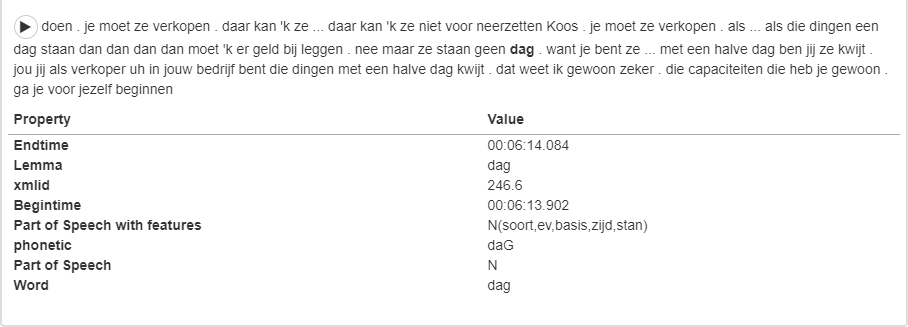 doen . je moet ze verkopen . daar kan 'k ze ... daar kan 'k ze niet voor neerzetten Koos . je moet ze verkopen . als ... als die dingen een
dag staan dan dan dan dan moet 'k er geld bij leggen . nee maar ze staan geen dag . want je bent ze ... met een halve dag ben jij ze kwijt .
jou jij als verkoper uh in jouw bedrijf bent die dingen met een halve dag kwijt . dat weet ik gewoon zeker . die capaciteiten die heb je gewoon .
ga je voor jezelf beginnen
Property Value
Endtime 00:06:14.084
Lemma dag
xmlid 246.6
Begintime 00:06:13.902
Part of Speech with features N(soort,ev,basis,zijd,stan)
phonetic daG
Part of Speech N
Word dag